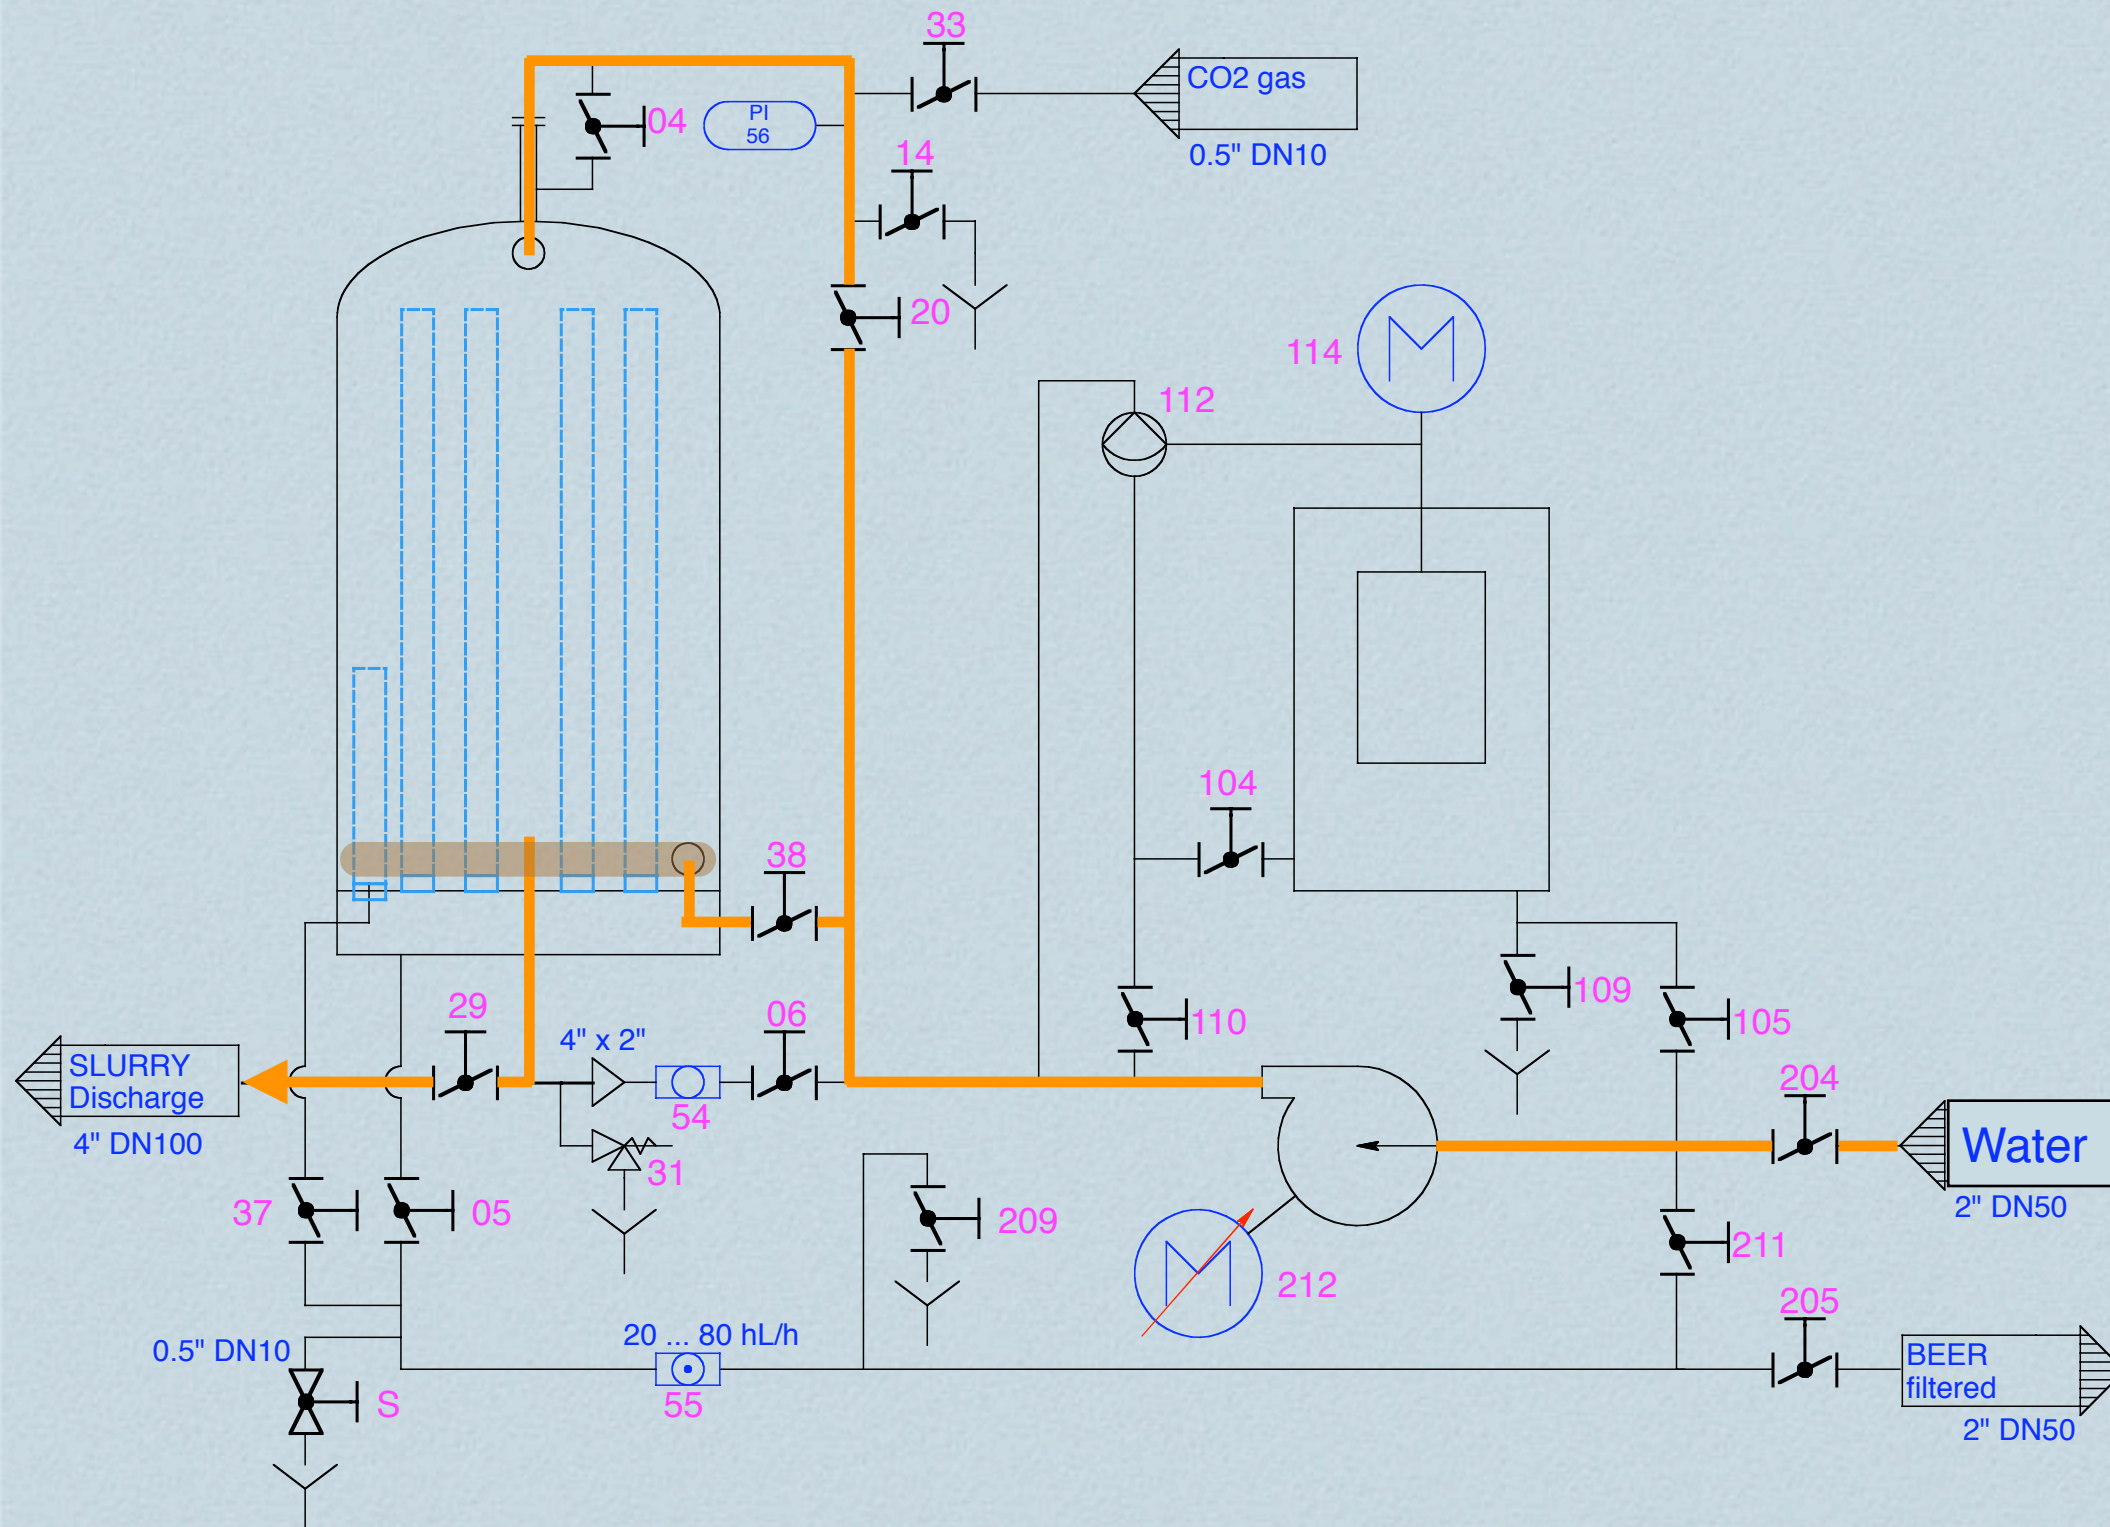 33
CO2 gas
0.5" DN10
04
PI
56
14
20
114
M
112
38
104
29
06
4" x 2"
109
110
105
SLURRY
Discharge
4" DN100
54
204
Water
2" DN50
31
37
05
209
211
M
212
205
20 ... 80 hL/h
0.5" DN10
BEER
filtered
2" DN50
55
S